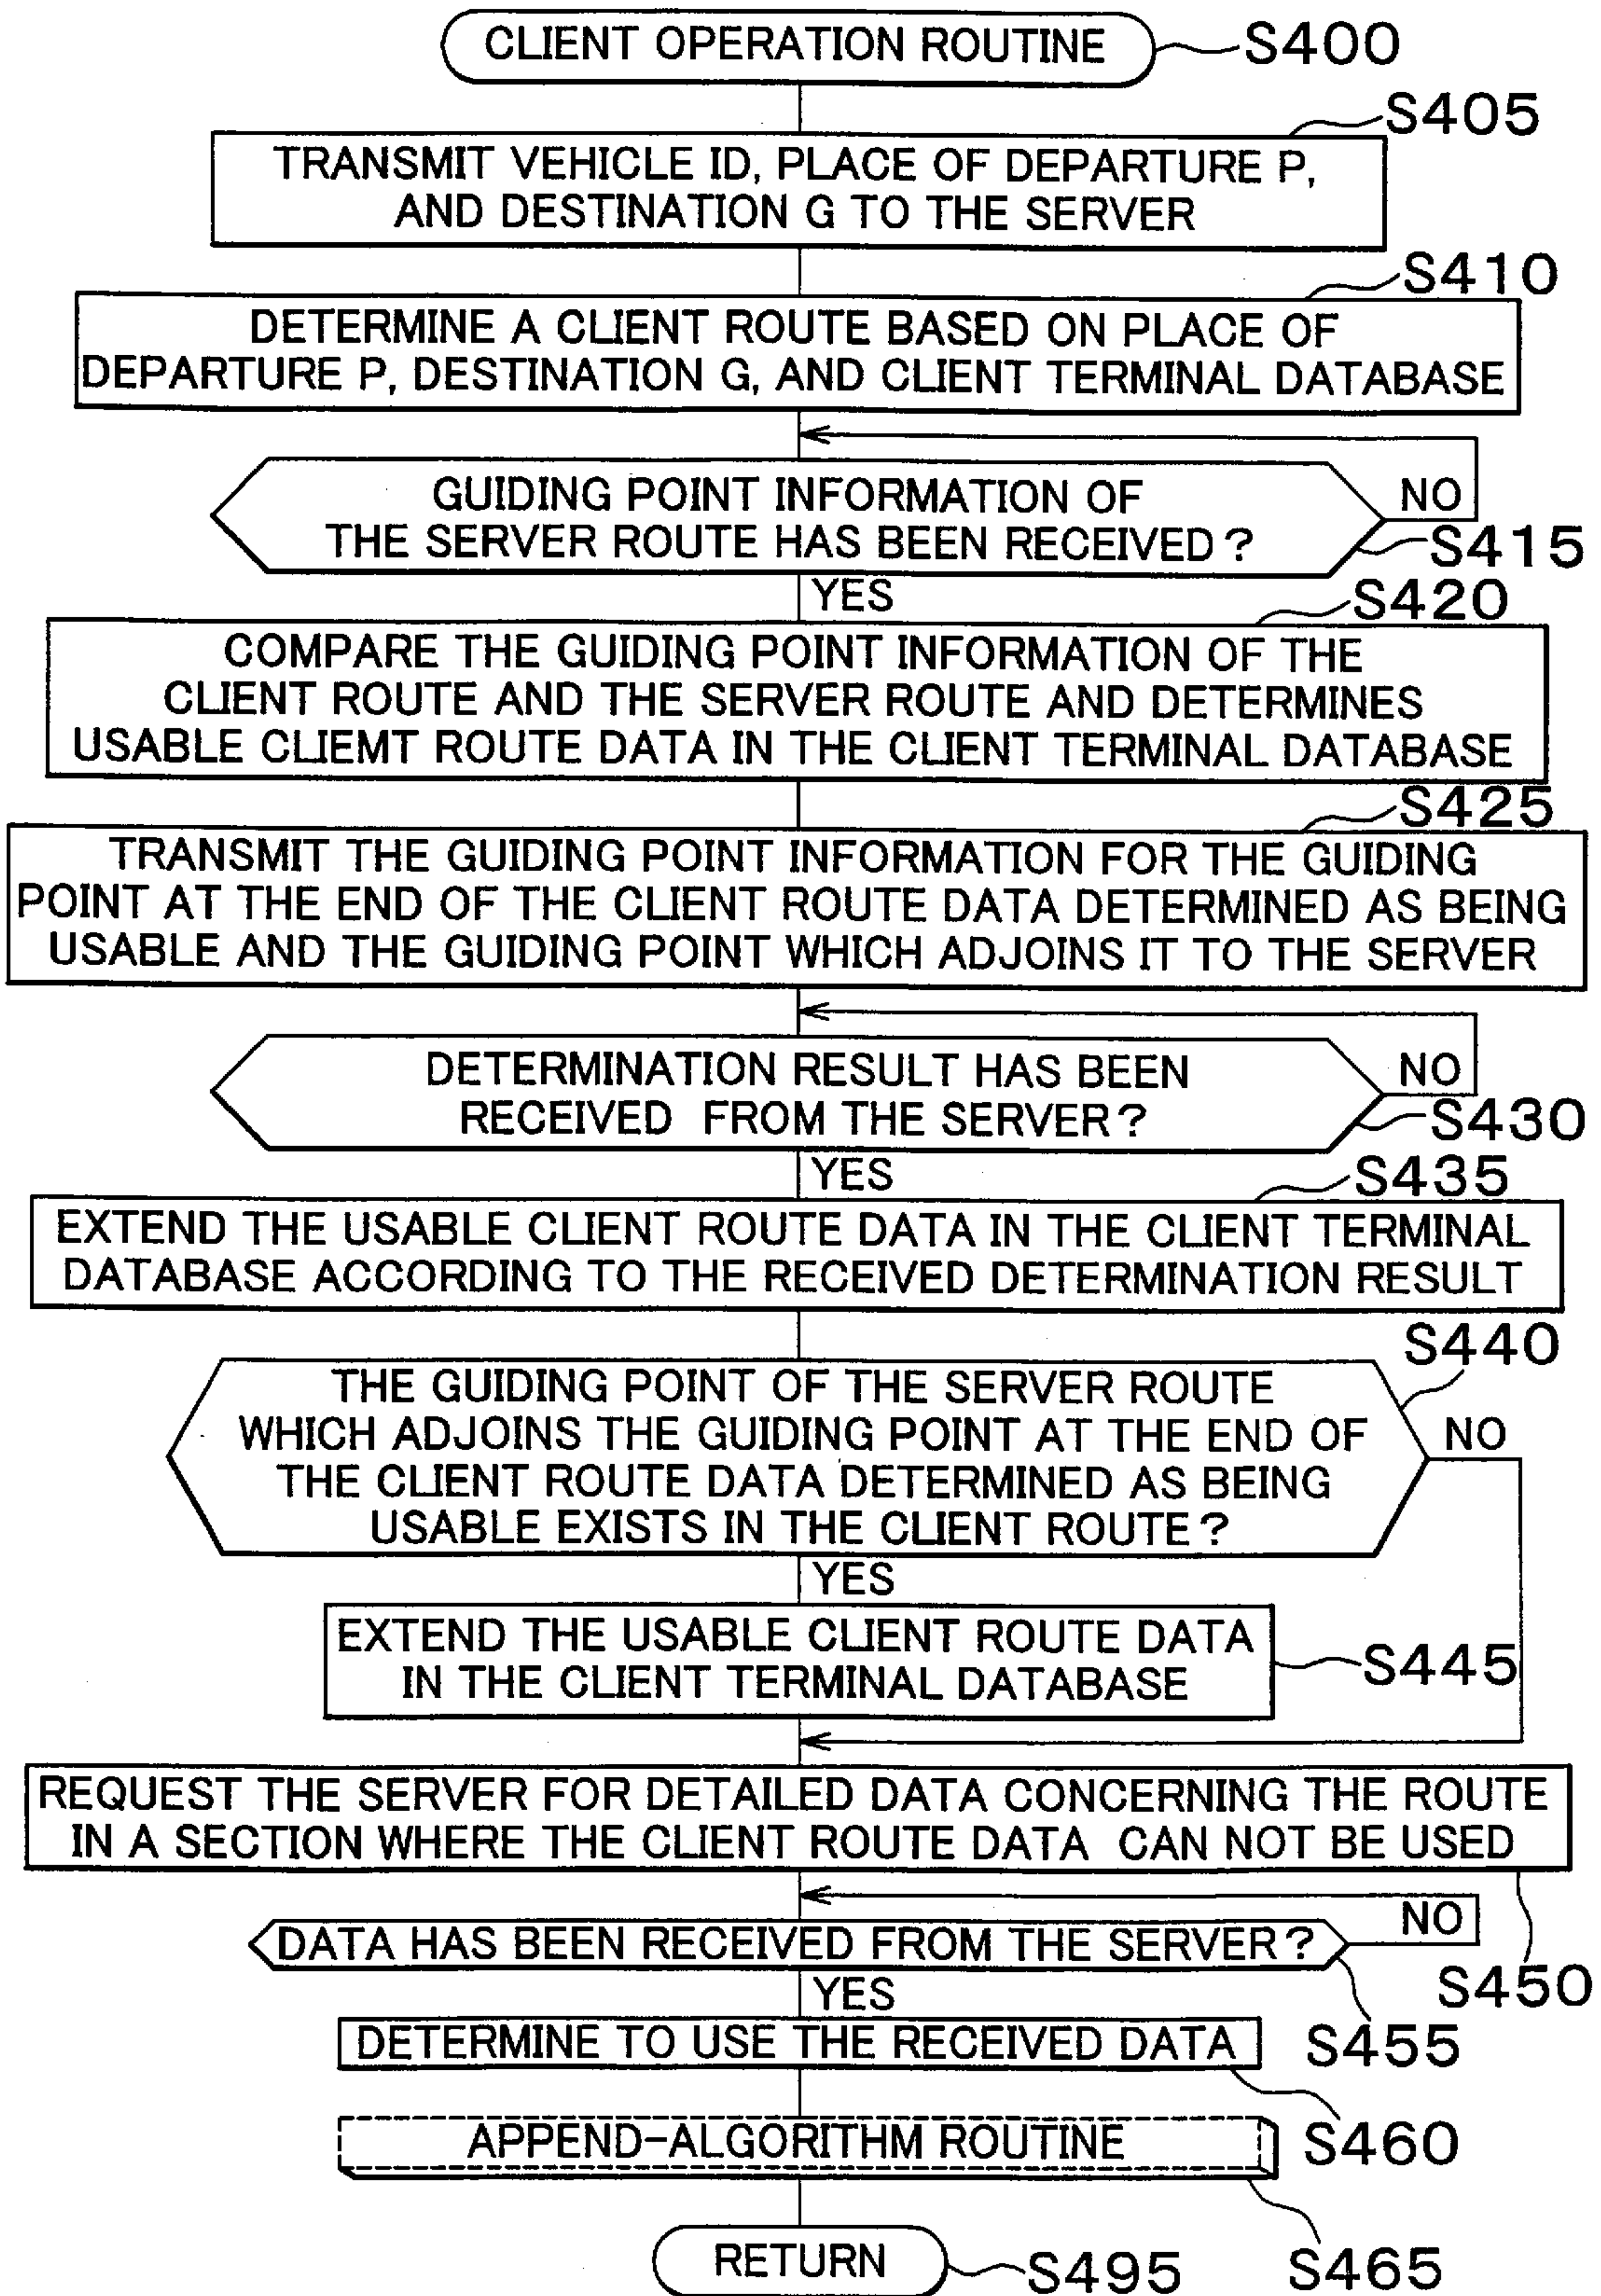 CLIENT OPERATION ROUTINE
S400
S405
TRANSMIT VEHICLE ID, PLACE OF DEPARTURE P,
AND DESTINATION G TO THE SERVER
S410
DETERMINE A CLIENT ROUTE BASED ON PLACE OF
DEPARTURE P, DESTINATION G, AND CLIENT TERMINAL DATABASE
GUIDING POINT INFORMATION OF
THE SERVER ROUTE HAS BEEN RECEIVED?
NO
S415
YES
S420
COMPARE THE GUIDING POINT INFORMATION OF THE
CLIENT ROUTE AND THE SERVER ROUTE AND DETERMINES
USABLE CLIEMT ROUTE DATA IN THE CLIENT TERMINAL DATABASE
S425
TRANSMIT THE GUIDING POINT INFORMATION FOR THE GUIDING
POINT AT THE END OF THE CLIENT ROUTE DATA DETERMINED AS BEING
USABLE AND THE GUIDING POINT WHICH ADJOINS IT TO THE SERVER
DETERMINATION RESULT HAS BEEN
RECEIVED FROM THE SERVER?
NO
S430
YES
S435
EXTEND THE USABLE CLIENT ROUTE DATA IN THE CLIENT TERMINAL
DATABASE ACCORDING TO THE RECEIVED DETERMINATION RESULT
S440
THE GUIDING POINT OF THE SERVER ROUTE
WHICH ADJOINS THE GUIDING POINT AT THE END OF
THE CLIENT ROUTE DATA DETERMINED AS BEING
USABLE EXISTS IN THE CLIENT ROUTE?
NO
YES
EXTEND THE USABLE CLIENT ROUTE DATA
IN THE CLIENT TERMINAL DATABASE
S445
REQUEST THE SERVER FOR DETAILED DATA CONCERNING THE ROUTE
IN A SECTION WHERE THE CLIENT ROUTE DATA CAN NOT BE USED
DATA HAS BEEN RECEIVED FROM THE SERVER?
NO
S450
YES
DETERMINE TO USE THE RECEIVED DATA
S455
APPEND-ALGORITHM ROUTINE
S460
RETURN
S495
S465